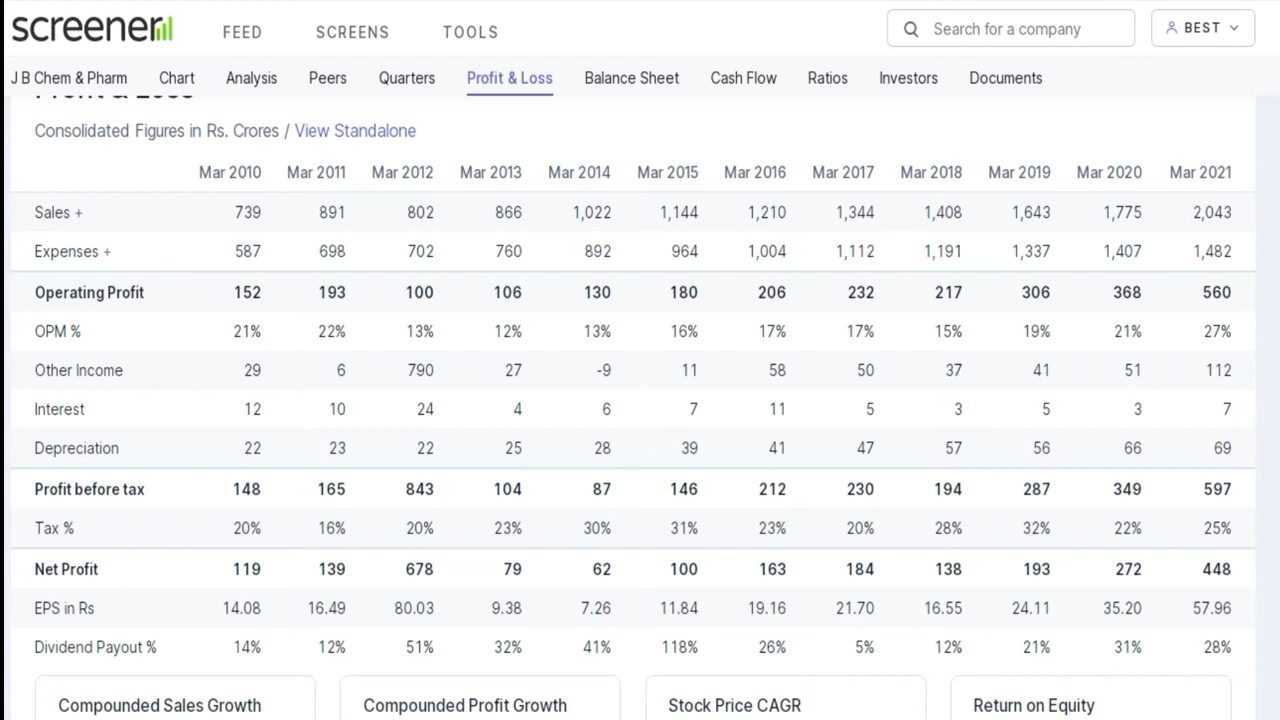 screener FEED SCREENS TOOLS Search for a company BEST
J B Chem & Pharm Chart Analysis Peers Quarters Profit & Loss Balance Sheet Cash Flow Ratios Investors Documents
Profit & Loss
Consolidated Figures in Rs. Crores / View Standalone
Mar 2010 Mar 2011 Mar 2012 Mar 2013 Mar 2014 Mar 2015 Mar 2016 Mar 2017 Mar 2018 Mar 2019 Mar 2020 Mar 2021
Sales + 739 891 802 866 1,022 1,144 1,210 1,344 1,408 1,643 1,775 2,043
Expenses + 587 698 702 760 892 964 1,004 1,112 1,191 1,337 1,407 1,482
Operating Profit 152 193 100 106 130 180 206 232 217 306 368 560
OPM % 21% 22% 13% 12% 13% 16% 17% 17% 15% 19% 21% 27%
Other Income 29 6 790 27 -9 11 58 50 37 41 51 112
Interest 12 10 24 4 6 7 11 5 3 5 3 7
Depreciation 22 23 22 25 28 39 41 47 57 56 66 69
Profit before tax 148 165 843 104 87 146 212 230 194 287 349 597
Tax % 20% 16% 20% 23% 30% 31% 23% 20% 28% 32% 22% 25%
Net Profit 119 139 678 79 62 100 163 184 138 193 272 448
EPS in Rs 14.08 16.49 80.03 9.38 7.26 11.84 19.16 21.70 16.55 24.11 35.20 57.96
Dividend Payout % 14% 12% 51% 32% 41% 118% 26% 5% 12% 21% 31% 28%
Compounded Sales Growth Compounded Profit Growth Stock Price CAGR Return on Equity